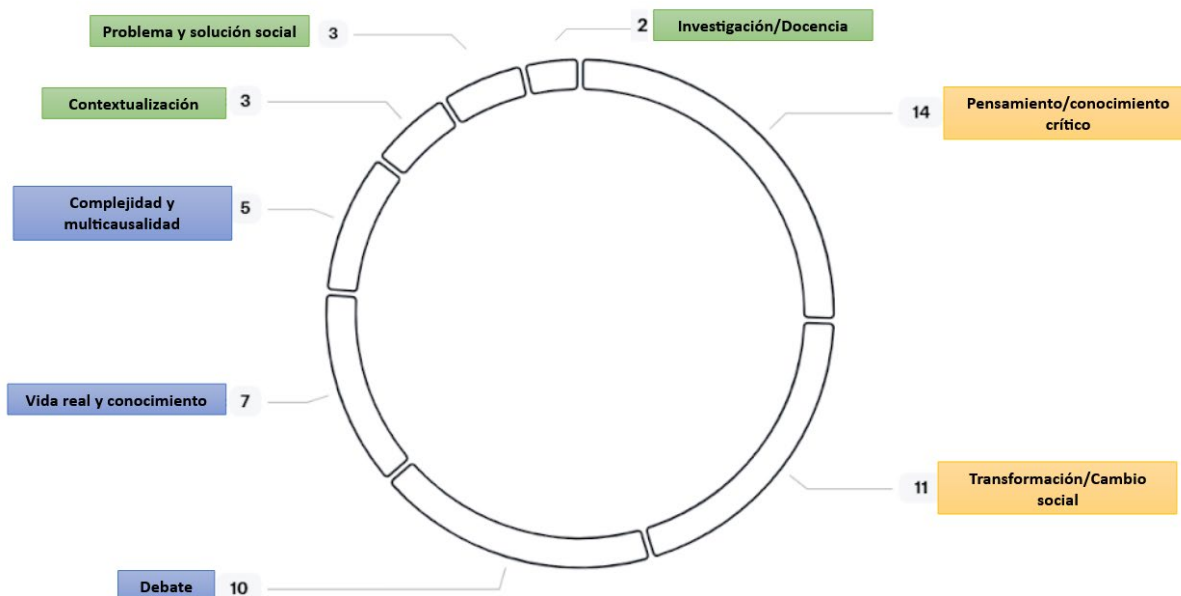 Problema y solución social
3
2
Investigación/Docencia
Contextualización
3
14
Pensamiento/conocimiento
crítico
Complejidad y
multicausalidad
5
Vida real y conocimiento
7
11
Transformación/Cambio
social
Debate
10